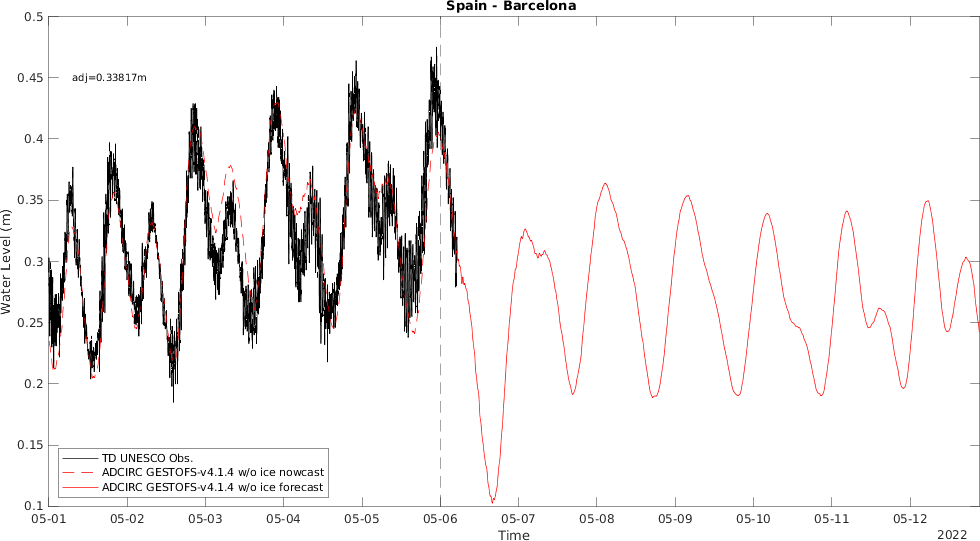 Spain - Barcelona
0.5
0.45
0.4
0.35
0.3
0.25
0.2
0.15
0.1
Water Level (m)
adj=0.33817m
TD UNESCO Obs.
ADCIRC GESTOFS-v4.1.4 w/o ice nowcast
ADCIRC GESTOFS-v4.1.4 w/o ice forecast
05-01 05-02 05-03 05-04 05-05 05-06 05-07 05-08 05-09 05-10 05-11 05-12
2022
Time